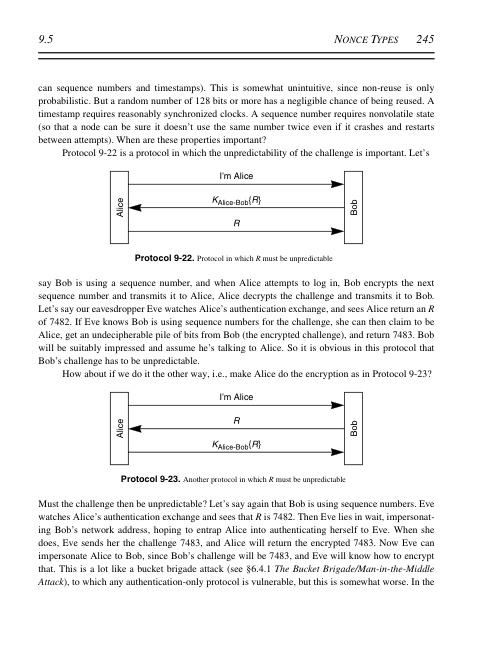 9.5 NONCE TYPES 245
can sequence numbers and timestamps). This is somewhat unintuitive, since non-reuse is only
probabilistic. But a random number of 128 bits or more has a negligible chance of being reused. A
timestamp requires reasonably synchronized clocks. A sequence number requires nonvolatile state
(so that a node can be sure it doesn't use the same number twice even if it crashes and restarts
between attempts). When are these properties important?
Protocol 9-22 is a protocol in which the unpredictability of the challenge is important. Let's
Alice
I'm Alice
K_Alice-Bob{R}
R
Bob
Protocol 9-22. Protocol in which R must be unpredictable
say Bob is using a sequence number, and when Alice attempts to log in, Bob encrypts the next
sequence number and transmits it to Alice, Alice decrypts the challenge and transmits it to Bob.
Let's say our eavesdropper Eve watches Alice's authentication exchange, and sees Alice return an R
of 7482. If Eve knows Bob is using sequence numbers for the challenge, she can then claim to be
Alice, get an undecipherable pile of bits from Bob (the encrypted challenge), and return 7483. Bob
will be suitably impressed and assume he's talking to Alice. So it is obvious in this protocol that
Bob's challenge has to be unpredictable.
How about if we do it the other way, i.e., make Alice do the encryption as in Protocol 9-23?
Alice
I'm Alice
R
K_Alice-Bob{R}
Bob
Protocol 9-23. Another protocol in which R must be unpredictable
Must the challenge then be unpredictable? Let's say again that Bob is using sequence numbers. Eve
watches Alice's authentication exchange and sees that R is 7482. Then Eve lies in wait, impersonat-
ing Bob's network address, hoping to entrap Alice into authenticating herself to Eve. When she
does, Eve sends her the challenge 7483, and Alice will return the encrypted 7483. Now Eve can
impersonate Alice to Bob, since Bob's challenge will be 7483, and Eve will know how to encrypt
that. This is a lot like a bucket brigade attack (see §6.4.1 The Bucket Brigade/Man-in-the-Middle
Attack), to which any authentication-only protocol is vulnerable, but this is somewhat worse. In the